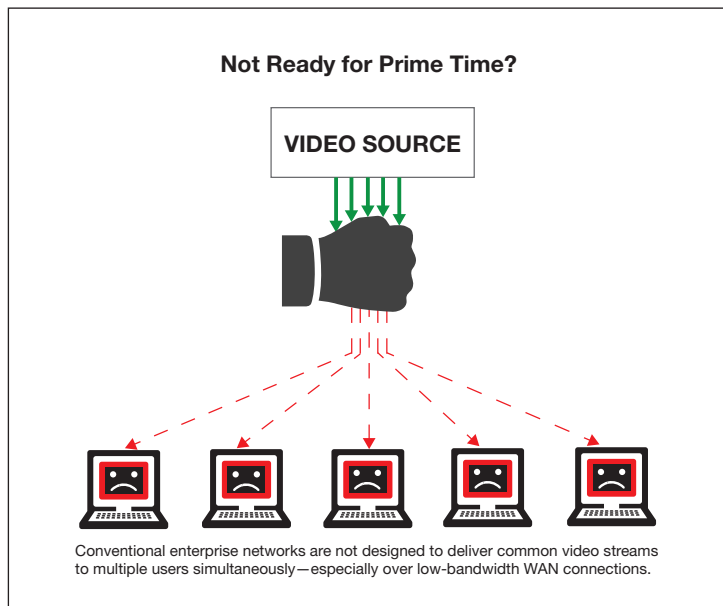 Not Ready for Prime Time?
VIDEO SOURCE
Conventional enterprise networks are not designed to deliver common video streams
to multiple users simultaneously—especially over low-bandwidth WAN connections.